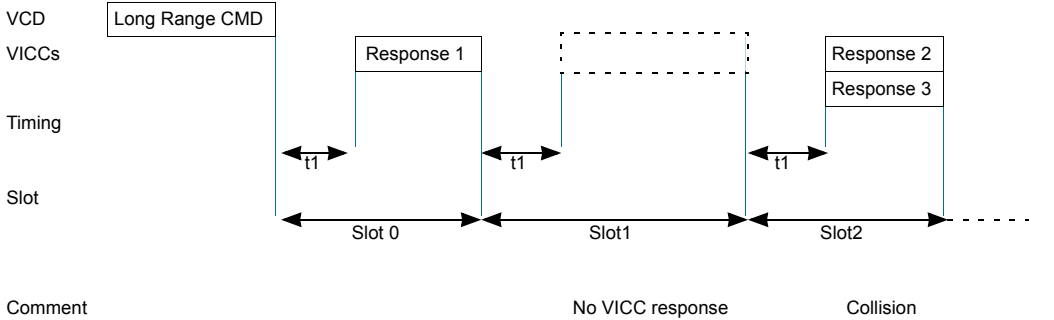 VCD
Long Range CMD
VICCs
Response 1
Response 2
Response 3
Timing
t1
t1
t1
Slot
Slot 0
Slot1
Slot2
Comment
No VICC response
Collision